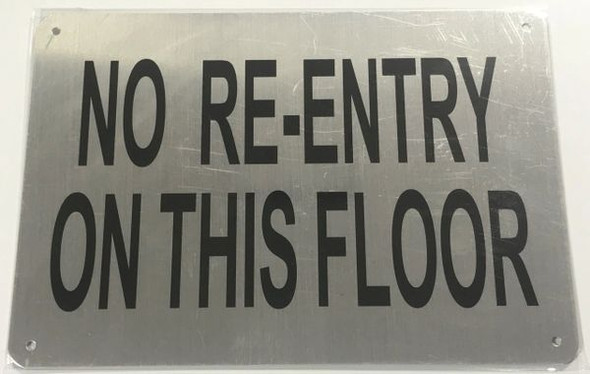 NO RE-ENTRY
ON THIS FLOOR